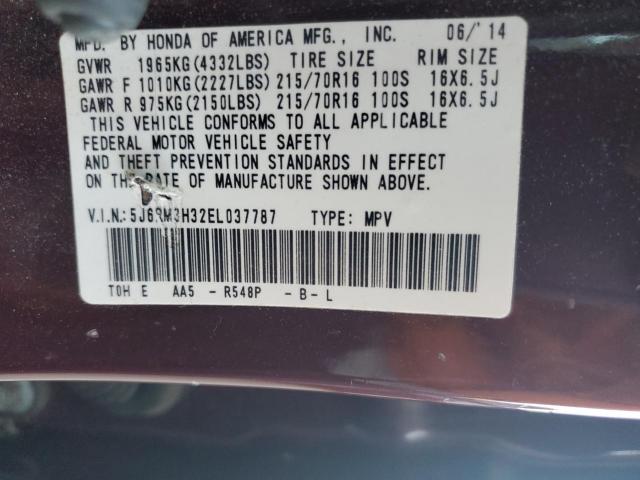 MFD. BY HONDA OF AMERICA MFG., INC. 06/'14
GVWR 1965KG(4332LBS) TIRE SIZE RIM SIZE
GAWR F 1010KG(2227LBS) 215/70R16 100S 16X6.5J
GAWR R 975KG(2150LBS) 215/70R16 100S 16X6.5J
THIS VEHICLE CONFORMS TO ALL APPLICABLE
FEDERAL MOTOR VEHICLE SAFETY
AND THEFT PREVENTION STANDARDS IN EFFECT
ON THE DATE OF MANUFACTURE SHOWN ABOVE.
V.I.N.:5J6RM3H32EL037787 TYPE: MPV
TOH E AA5 - R548P - B - L